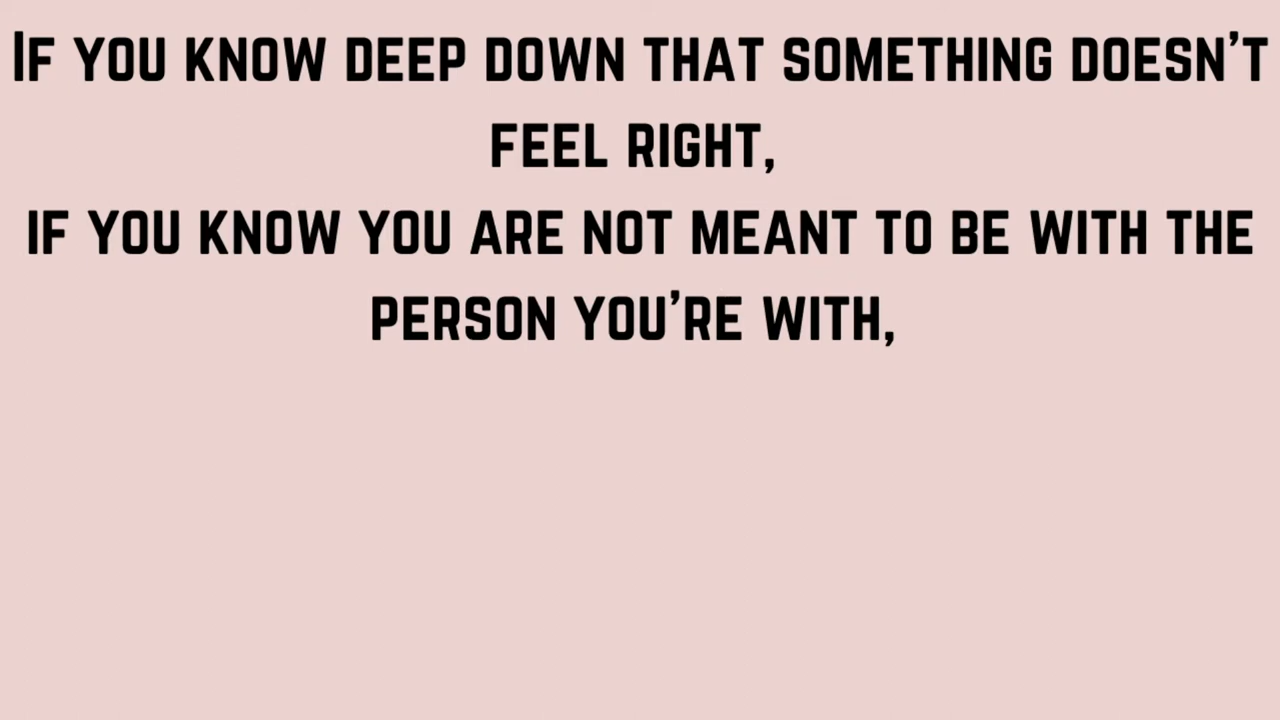 If you know deep down that something doesn't
feel right,
if you know you are not meant to be with the
person you're with,